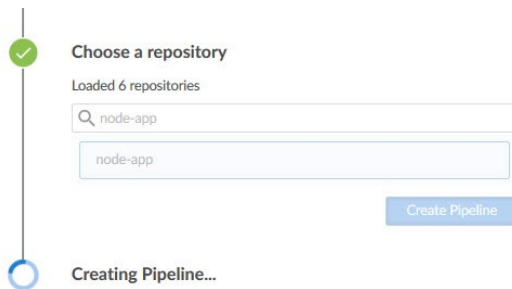 Choose a repository
Loaded 6 repositories
node-app
node-app
Create Pipeline
Creating Pipeline...